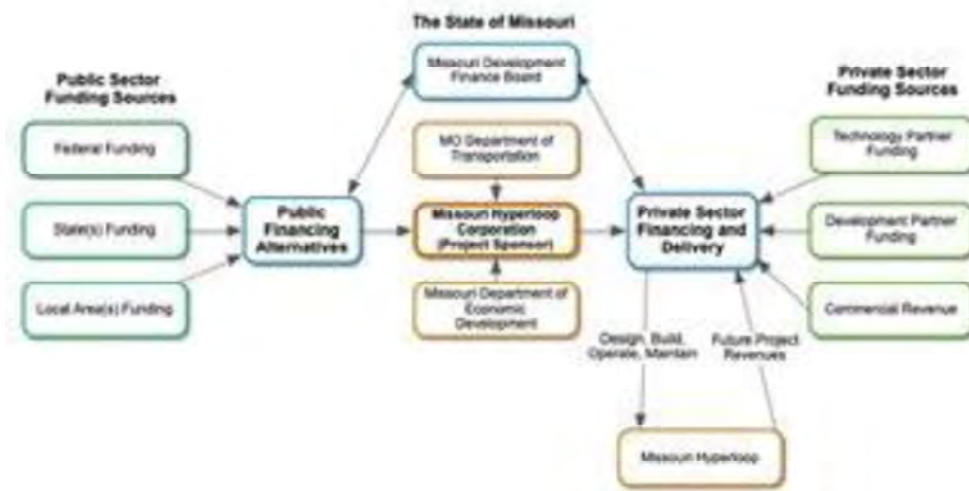 The State of Missouri
Missouri Development
Finance Board
Public Sector
Funding Sources
Private Sector
Funding Sources
Federal Funding
MO Department of
Transportation
Technology Partner
Funding
State(s) Funding
Public
Financing
Alternatives
Missouri Hyperloop
Corporation
(Project Sponsor)
Private Sector
Financing and
Delivery
Development Partner
Funding
Local Area(s) Funding
Missouri Department of
Economic
Development
Commercial Revenue
Design, Build,
Operate, Maintain
Future Project
Revenues
Missouri Hyperloop